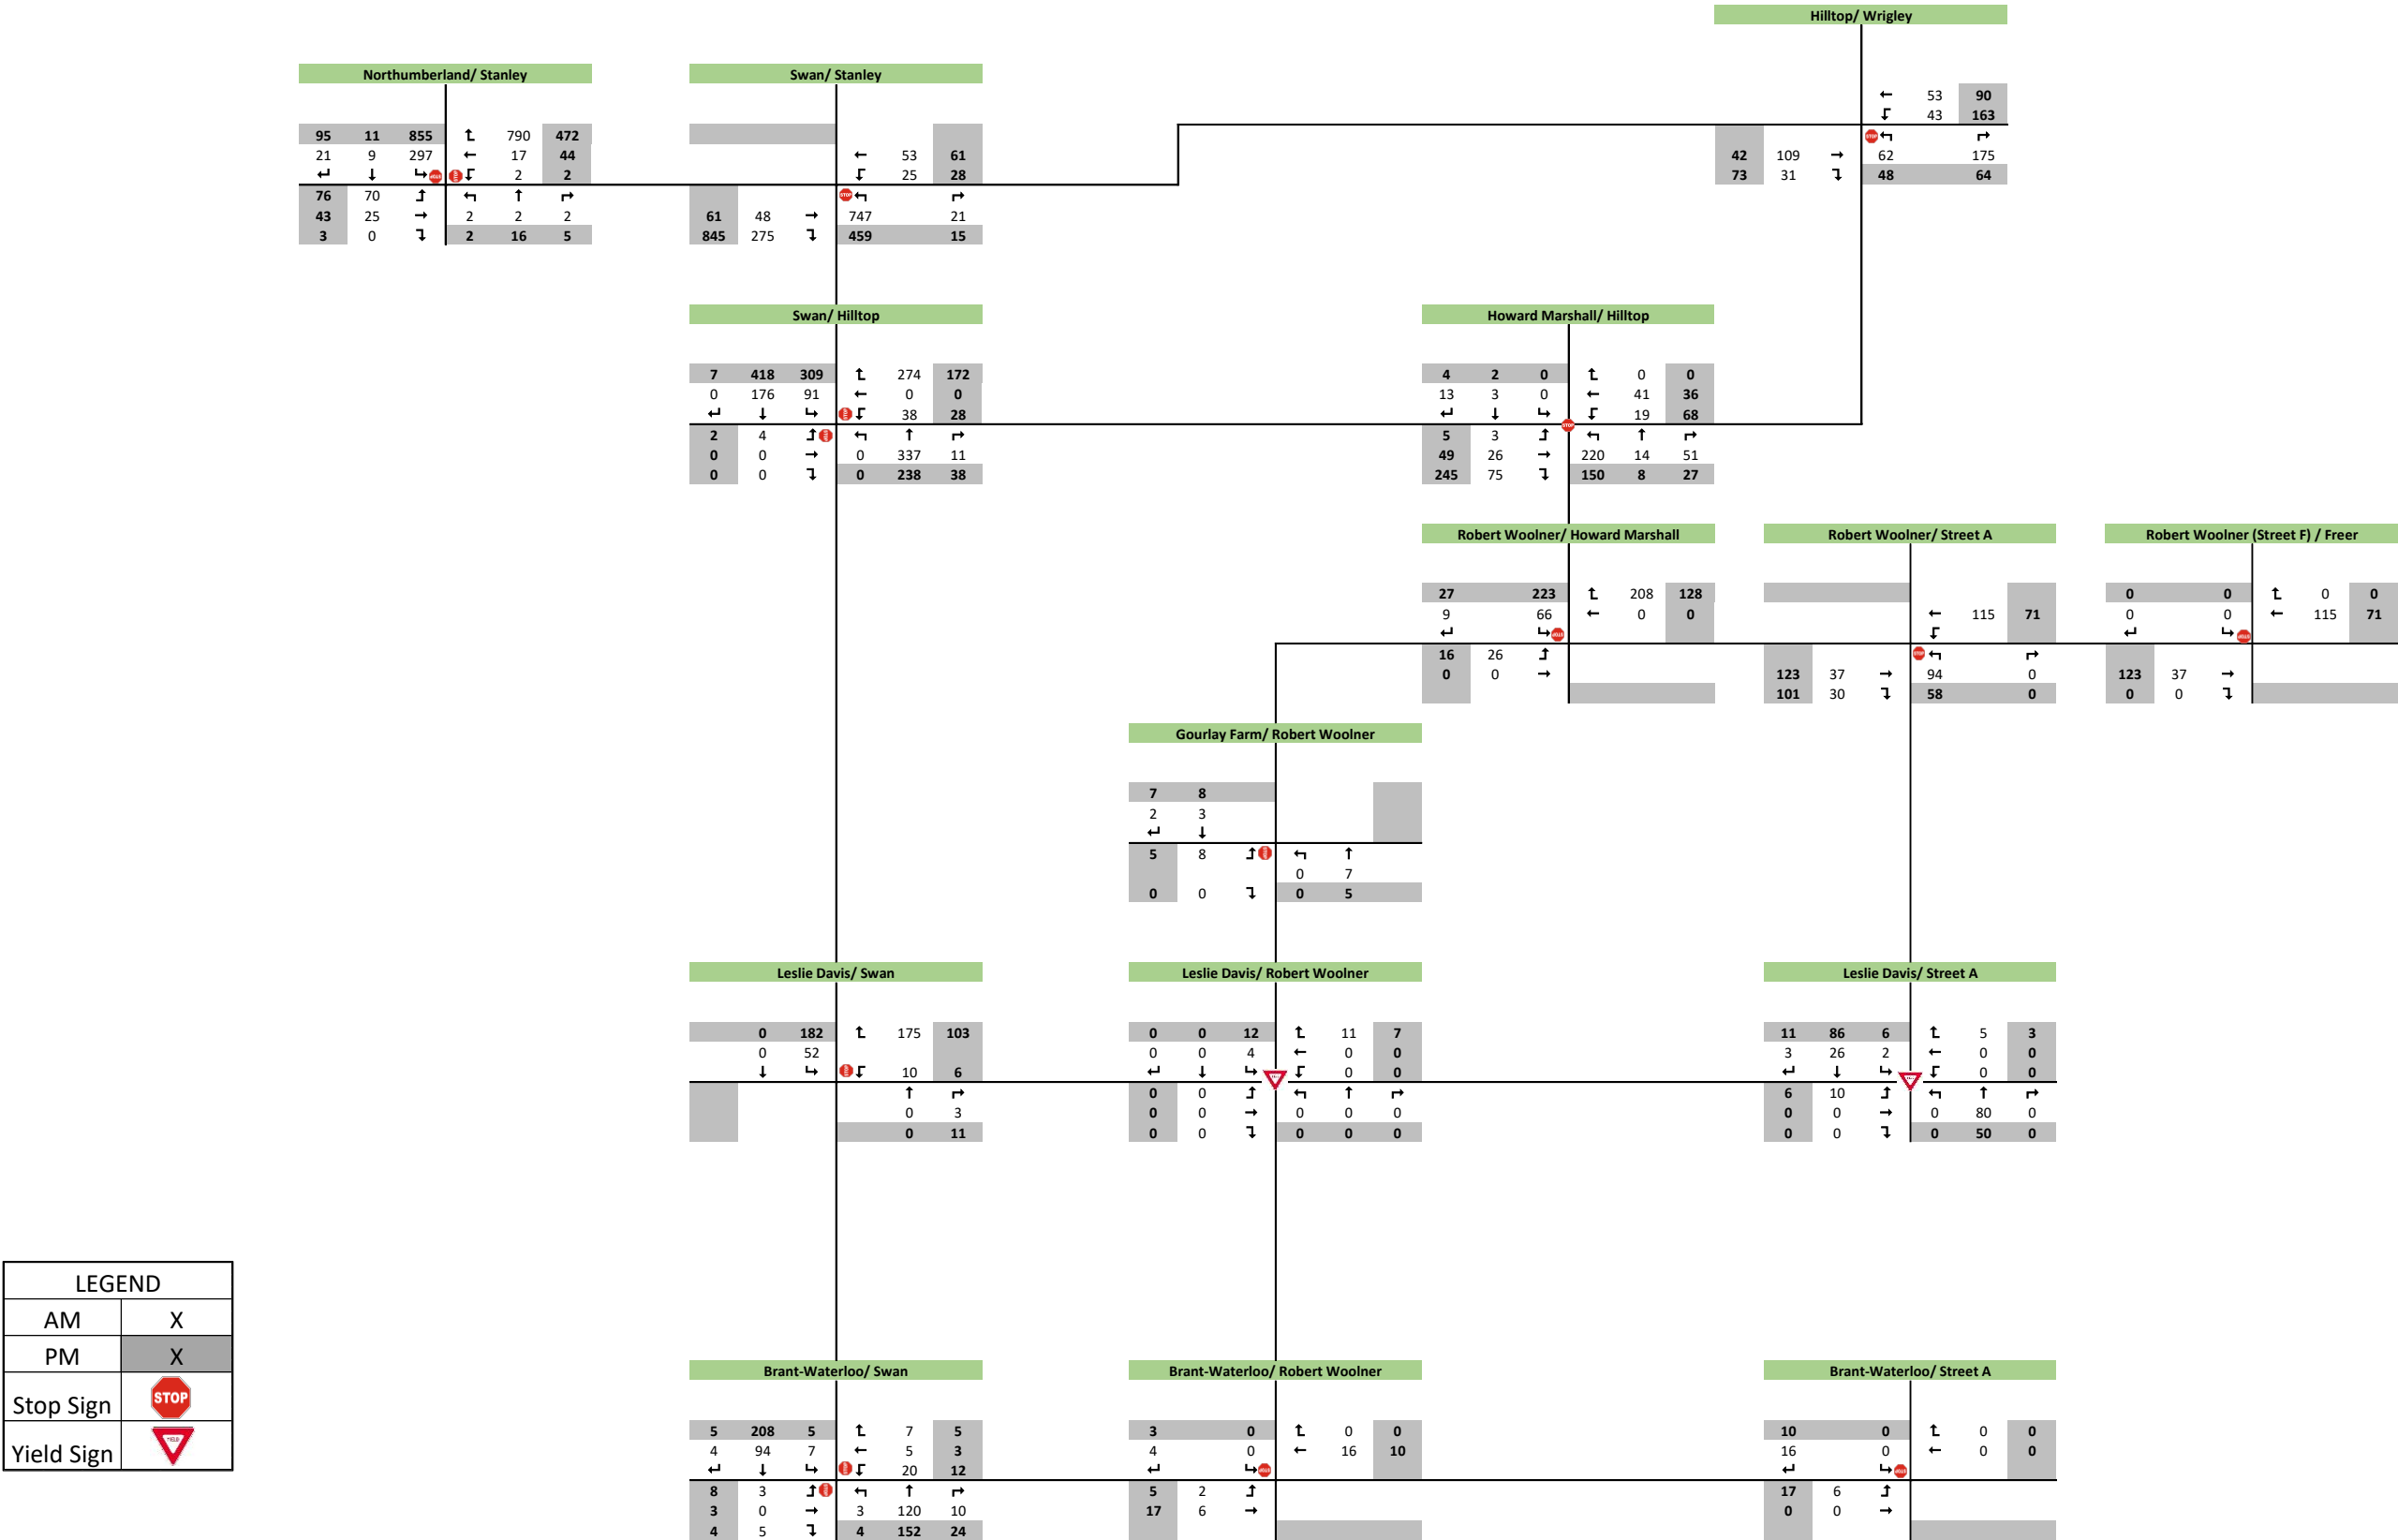 Hilltop/ Wrigley
← 53 90
43 163
42 109 → 62 175
73 31 48 64
Northumberland/ Stanley
95 11 855 790 472
21 9 297 ← 17 44
↓ 2 2
76 70 ↑
43 25 → 2 2 2
3 0 2 16 5
Swan/ Stanley
← 53 61
25 28
61 48 → 747 21
845 275 459 15
Swan/ Hilltop
7 418 309 274 172
0 176 91 ← 0 0
↓ 38 28
2 4 ↑
0 0 → 0 337 11
0 0 0 238 38
Howard Marshall/ Hilltop
4 2 0 0 0
13 3 0 ← 41 36
↓ 19 68
STOP
5 3 ↑
49 26 → 220 14 51
245 75 150 8 27
Robert Woolner/ Howard Marshall
27 223 208 128
9 66 ← 0 0
16 26
0 0 →
Robert Woolner/ Street A
← 115 71
123 37 → 94 0
101 30 58 0
Robert Woolner (Street F) / Freer
0 0 0 0
0 0 ← 115 71
123 37 →
0 0
Gourlay Farm/ Robert Woolner
7 8
2 3
↓
5 8 ↑
0 7
0 0 0 5
Leslie Davis/ Swan
0 182 175 103
0 52
↓ 10 6
↑
0 3
0 11
Leslie Davis/ Robert Woolner
0 0 12 11 7
0 0 4 ← 0 0
↓ 0 0
0 0 ↑
0 0 → 0 0 0
0 0 0 0 0
Leslie Davis/ Street A
11 86 6 5 3
3 26 2 ← 0 0
↓ 0 0
6 10 ↑
0 0 → 0 80 0
0 0 0 50 0
LEGEND
AM X
PM X
Stop Sign STOP
Yield Sign YIELD
Brant-Waterloo/ Swan
5 208 5 7 5
4 94 7 ← 5 3
↓ 20 12
8 3 ↑
3 0 → 3 120 10
4 5 4 152 24
Brant-Waterloo/ Robert Woolner
3 0 0 0
4 0 ← 16 10
5 2
17 6 →
Brant-Waterloo/ Street A
10 0 0 0
16 0 ← 0 0
17 6
0 0 →